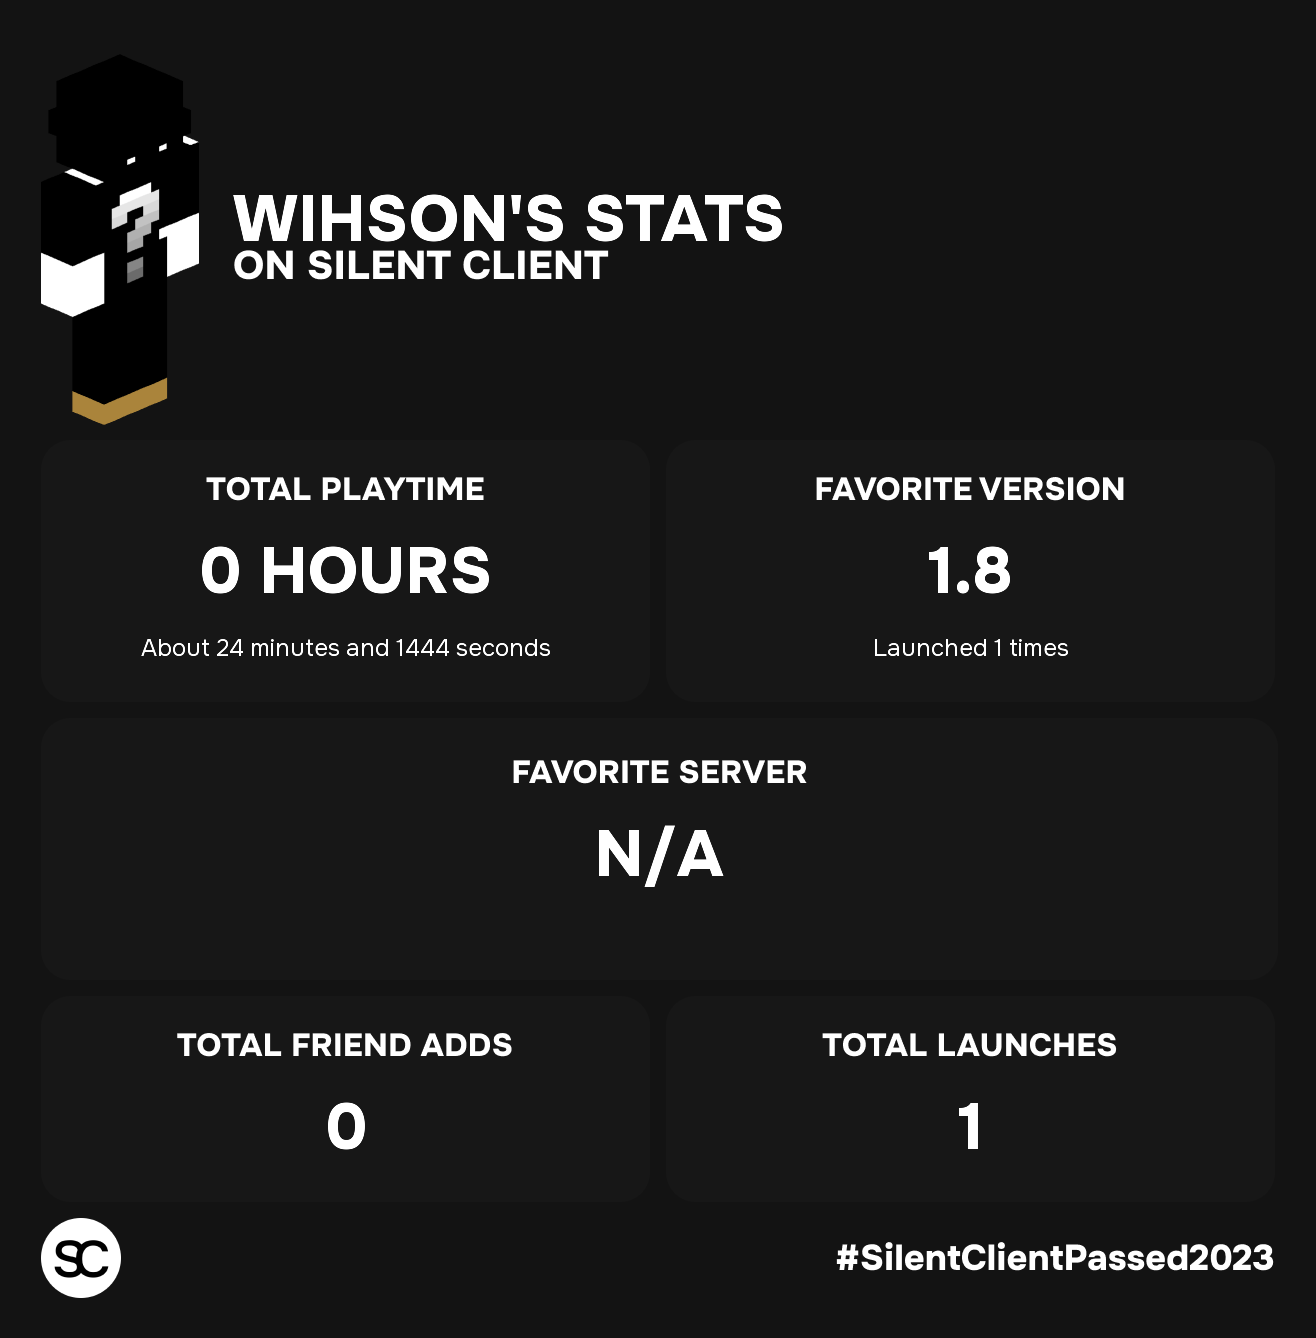 WIHSON'S STATS
ON SILENT CLIENT
TOTAL PLAYTIME
0 HOURS
About 24 minutes and 1444 seconds
FAVORITE VERSION
1.8
Launched 1 times
FAVORITE SERVER
N/A
TOTAL FRIEND ADDS
0
TOTAL LAUNCHES
1
SC
#SilentClientPassed2023